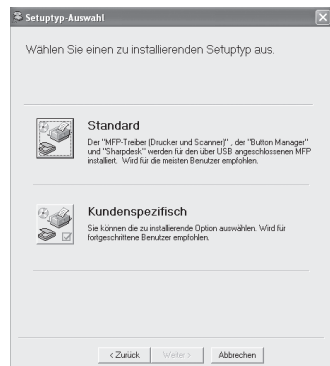 Setuptyp-Auswahl
Wählen Sie einen zu installierenden Setuptyp aus.
Standard
Der "MFP-Treiber (Drucker und Scanner)" , der "Button Manager"
und "Sharpdesk" werden für den über USB angeschlossenen MFP
installiert. Wird für die meisten Benutzer empfohlen.
Kundenspezifisch
Sie können die zu installierende Option auswählen. Wird für
fortgeschrittene Benutzer empfohlen.
< Zurück Weiter > Abbrechen